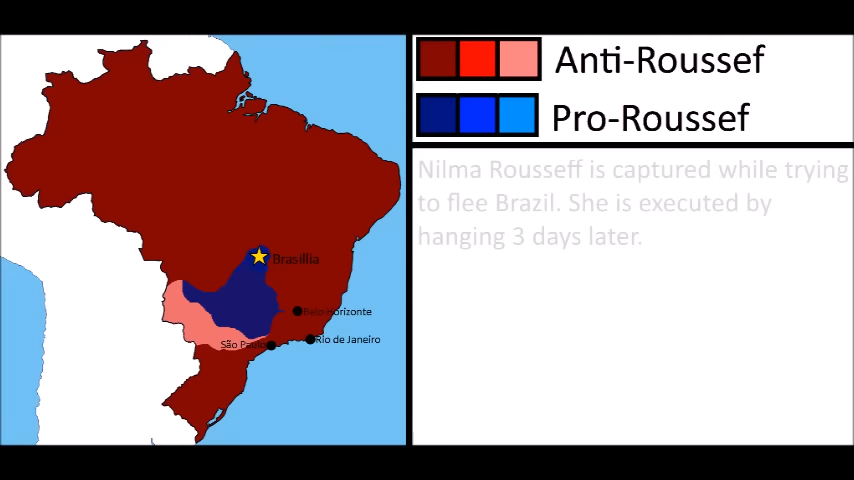 Anti-Roussef
Pro-Roussef
Nilma Rousseff is captured while trying
to flee Brazil. She is executed by
hanging 3 days later.
Brasillia
Belo Horizonte
Rio de Janeiro
São Paulo